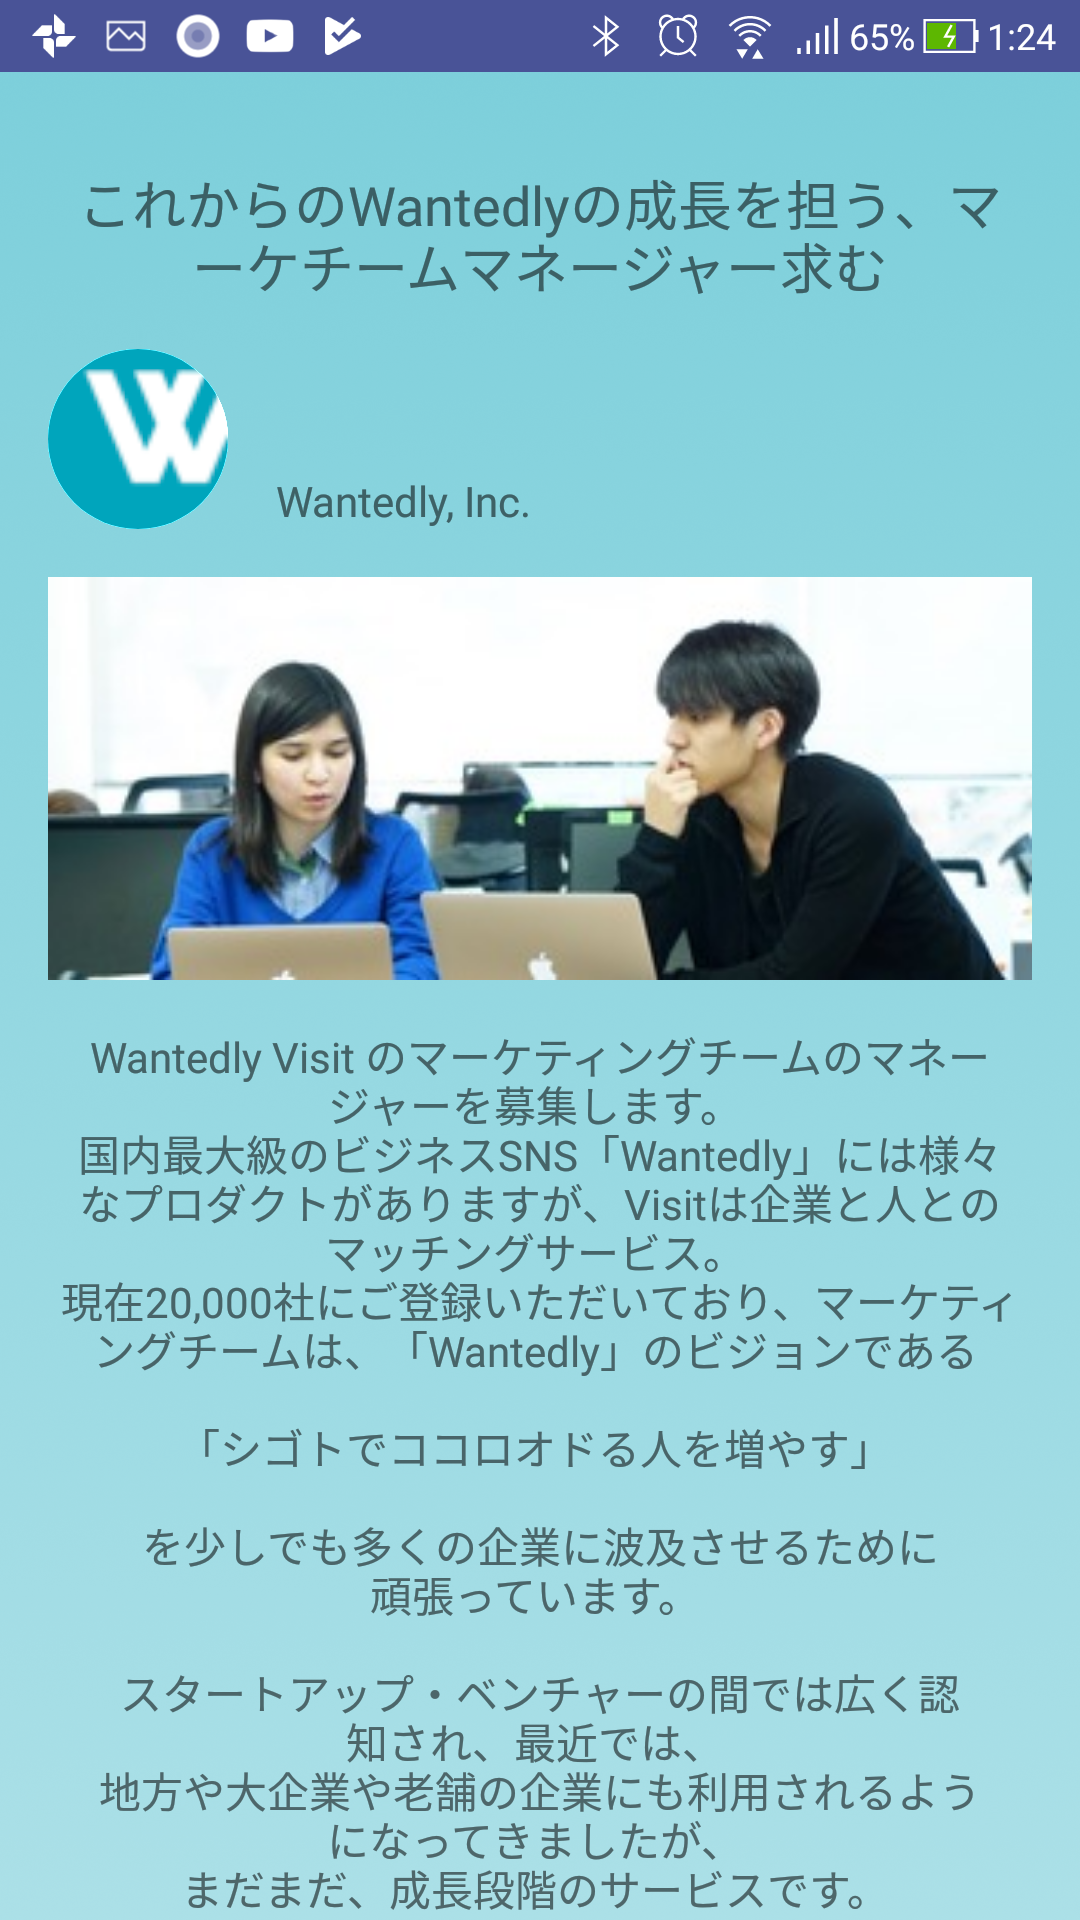 65% 1:24
これからのWantedlyの成長を担う、マ
ーケチームマネージャー求む
W
Wantedly, Inc.
Wantedly Visit のマーケティングチームのマネー
ジャーを募集します。
国内最大級のビジネスSNS「Wantedly」には様々
なプロダクトがありますが、Visitは企業と人との
マッチングサービス。
現在20,000社にご登録いただいており、マーケティ
ングチームは、「Wantedly」のビジョンである
「シゴトでココロオドる人を増やす」
を少しでも多くの企業に波及させるために
頑張っています。
スタートアップ・ベンチャーの間では広く認
知され、最近では、
地方や大企業や老舗の企業にも利用されるよう
になってきましたが、
まだまだ、成長段階のサービスです。